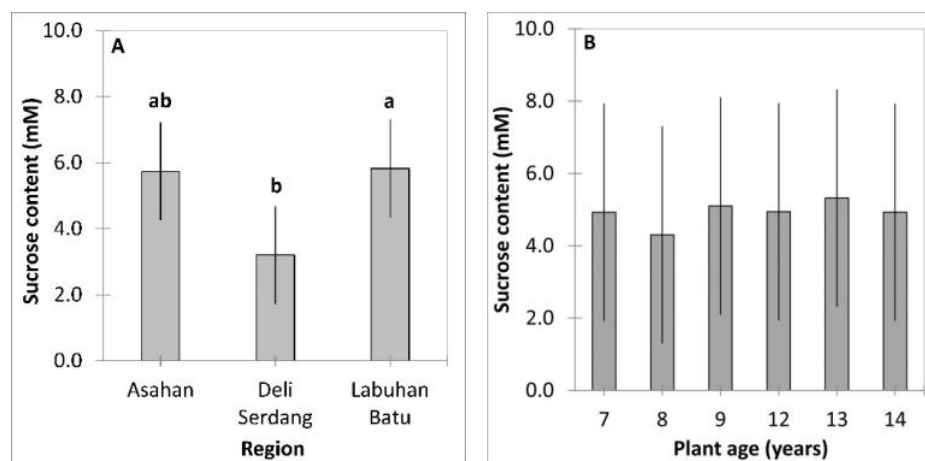 A
Sucrose content (mM)
10.0
8.0
6.0
4.0
2.0
0.0
ab
b
a
Asahan
Deli
Serdang
Labuhan
Batu
Region
B
Sucrose content (mM)
10.0
8.0
6.0
4.0
2.0
0.0
7 8 9 12 13 14
Plant age (years)